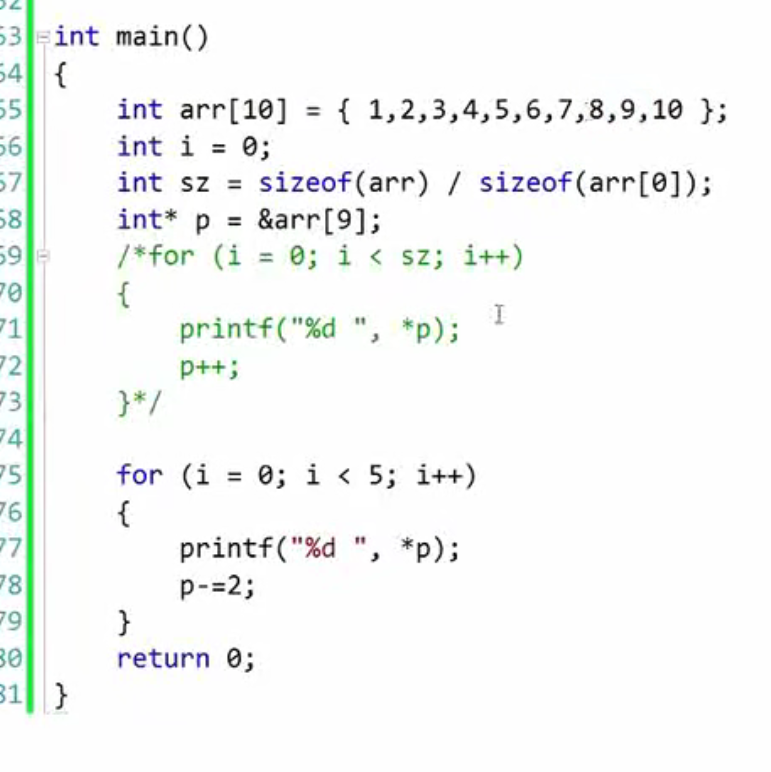 53 int main()
54 {
55 int arr[10] = { 1,2,3,4,5,6,7,8,9,10 };
56 int i = 0;
57 int sz = sizeof(arr) / sizeof(arr[0]);
58 int* p = &arr[9];
59 /*for (i = 0; i < sz; i++)
70 {
71 printf("%d ", *p);
72 p++;
73 }*/
74
75 for (i = 0; i < 5; i++)
76 {
77 printf("%d ", *p);
78 p-=2;
79 }
80 return 0;
81 }